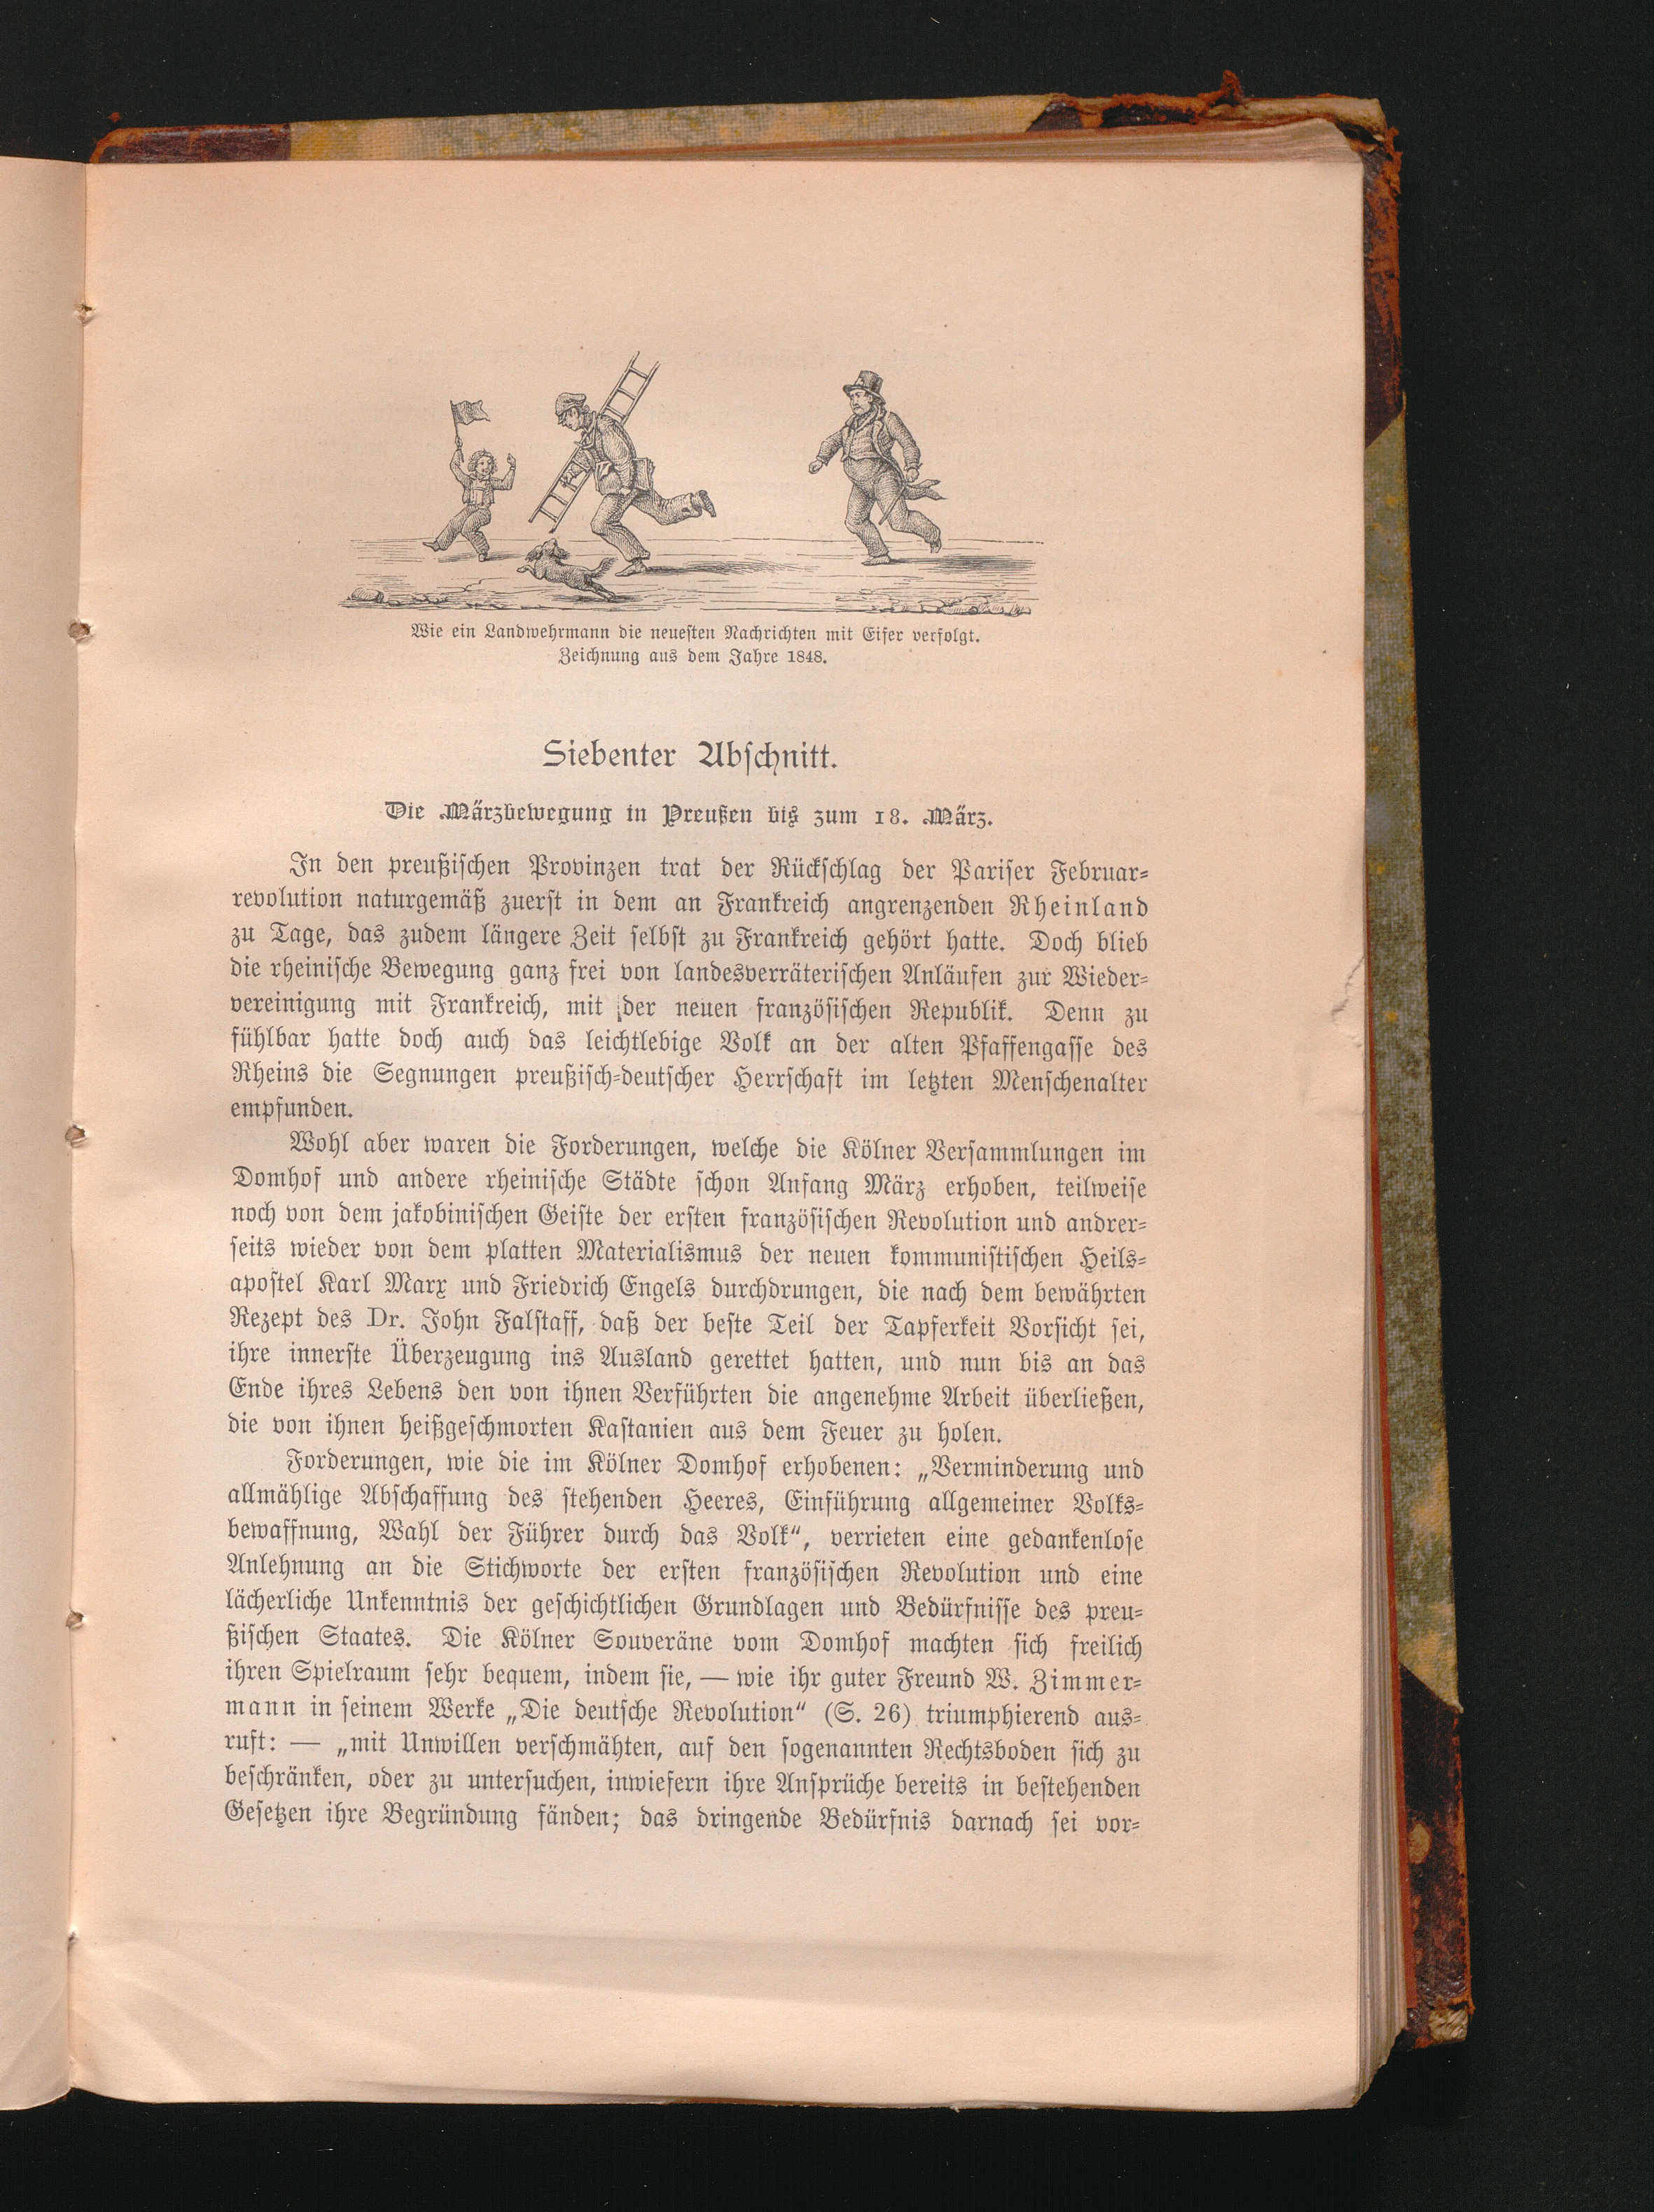 Wie ein Landwehrmann die neuesten Nachrichten mit Eifer verfolgt.
Zeichnung aus dem Jahre 1848.
Siebenter Abschnitt.
Die Märzbewegung in Preußen bis zum 18. März.
In den preußischen Provinzen trat der Rückschlag der Pariser Februar-
revolution naturgemäß zuerst in dem an Frankreich angrenzenden Rheinland
zu Tage, das zudem längere Zeit selbst zu Frankreich gehört hatte. Doch blieb
die rheinische Bewegung ganz frei von landesverräterischen Anläufen zur Wieder-
vereinigung mit Frankreich, mit der neuen französischen Republik. Denn zu
fühlbar hatte doch auch das leichtlebige Volk an der alten Pfaffengasse des
Rheins die Segnungen preußisch-deutscher Herrschaft im letzten Menschenalter
empfunden.
Wohl aber waren die Forderungen, welche die Kölner Versammlungen im
Domhof und andere rheinische Städte schon Anfang März erhoben, teilweise
noch von dem jakobinischen Geiste der ersten französischen Revolution und andrer-
seits wieder von dem platten Materialismus der neuen kommunistischen Heils-
apostel Karl Marx und Friedrich Engels durchdrungen, die nach dem bewährten
Rezept des Dr. John Falstaff, daß der beste Teil der Tapferkeit Vorsicht sei,
ihre innerste Überzeugung ins Ausland gerettet hatten, und nun bis an das
Ende ihres Lebens den von ihnen Verführten die angenehme Arbeit überließen,
die von ihnen heißgeschmorten Kastanien aus dem Feuer zu holen.
Forderungen, wie die im Kölner Domhof erhobenen: „Verminderung und
allmählige Abschaffung des stehenden Heeres, Einführung allgemeiner Volks-
bewaffnung, Wahl der Führer durch das Volk“, verrieten eine gedankenlose
Anlehnung an die Stichworte der ersten französischen Revolution und eine
lächerliche Unkenntnis der geschichtlichen Grundlagen und Bedürfnisse des preu-
ßischen Staates. Die Kölner Souveräne vom Domhof machten sich freilich
ihren Spielraum sehr bequem, indem sie, — wie ihr guter Freund W. Zimmer-
mann in seinem Werke „Die deutsche Revolution“ (S. 26) triumphierend aus-
ruft: — „mit Unwillen verschmähten, auf den sogenannten Rechtsboden sich zu
beschränken, oder zu untersuchen, inwiefern ihre Ansprüche bereits in bestehenden
Gesetzen ihre Begründung fänden; das dringende Bedürfnis darnach sei vor-